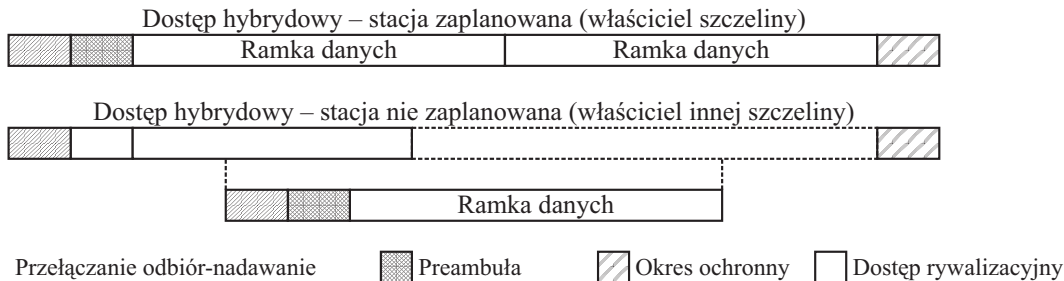 Dostęp hybrydowy – stacja zaplanowana (właściciel szczeliny)
Ramka danych Ramka danych
Dostęp hybrydowy – stacja nie zaplanowana (właściciel innej szczeliny)
Ramka danych
Przełączanie odbiór-nadawanie Preambuła Okres ochronny Dostęp rywalizacyjny